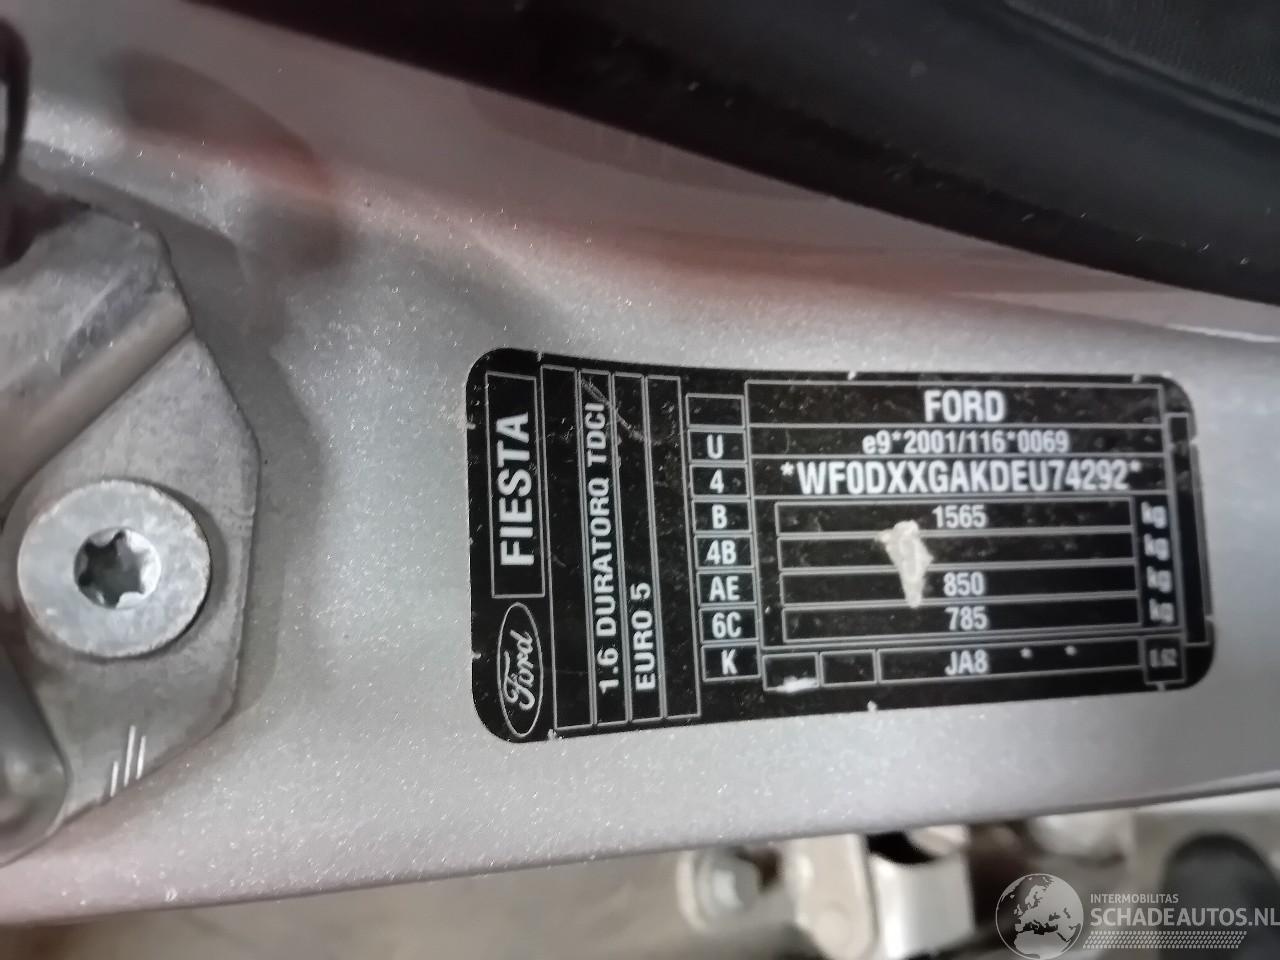 FORD
U e9*2001/116*0069
4 *WF0DXXGAKDEU74292*
B 1565 kg
4B kg
AE 850 kg
6C 785 kg
K JA8 * *
FIESTA
Ford
1.6 DURATORQ TDCI
EURO 5
INTERMOBILITAS
SCHADEAUTOS.NL